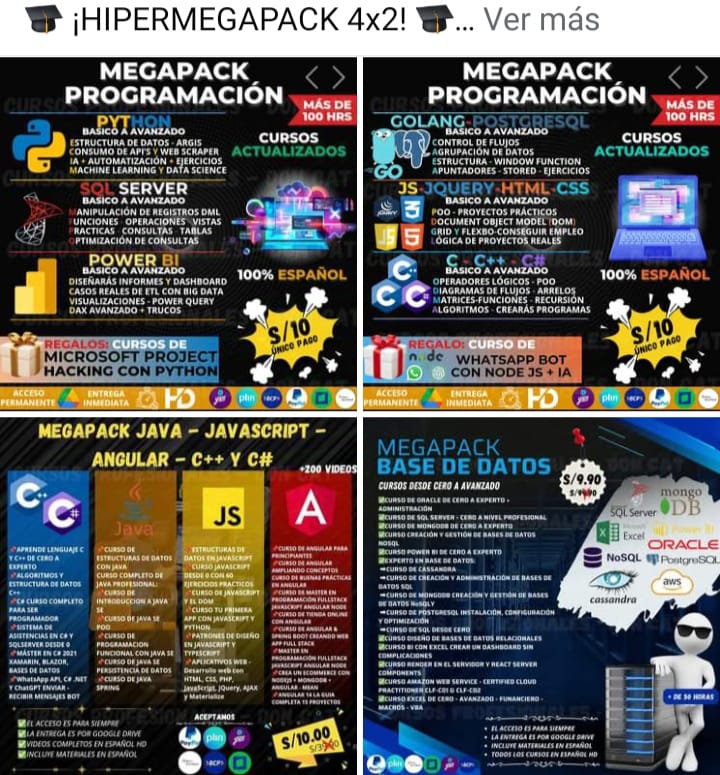 🎓 ¡HIPERMEGAPACK 4x2! 🎓... Ver más
MEGAPACK
PROGRAMACIÓN
MÁS DE
100 HRS
PYTHON
BASICO A AVANZADO
ESTRUCTURA DE DATOS - ARGIS
CONSUMO DE API'S Y WEB SCRAPER
IA + AUTOMATIZACIÓN + EJERCICIOS
MACHINE LEARNING Y DATA SCIENCE
CURSOS
ACTUALIZADOS
SQL SERVER
BASICO A AVANZADO
MANIPULACIÓN DE REGISTROS DML
FUNCIONES - OPERACIONES - VISTAS
PRACTICAS - CONSULTAS - TABLAS
OPTIMIZACIÓN DE CONSULTAS
POWER BI
BASICO A AVANZADO
DISEÑARÁS INFORMES Y DASHBOARD
CASOS REALES DE ETL CON BIG DATA
VISUALIZACIONES - POWER QUERY
DAX AVANZADO + TRUCOS
100% ESPAÑOL
S/10
ÚNICO PAGO
REGALOS: CURSOS DE
MICROSOFT PROJECT
HACKING CON PYTHON
ACCESO
PERMANENTE
ENTREGA
INMEDIATA
HD
yape
plin
BCP
MEGAPACK
PROGRAMACIÓN
MÁS DE
100 HRS
GOLANG-POSTGRESQL
BASICO A AVANZADO
CONTROL DE FLUJOS
AGRUPACIÓN DE DATOS
ESTRUCTURA - WINDOW FUNCTION
APUNTADORES - STORED - EJERCICIOS
GO
CURSOS
ACTUALIZADOS
JS-JQUERY-HTML-CSS
BASICO A AVANZADO
POO - PROYECTOS PRÁCTICOS
DOCUMENT OBJECT MODEL (DOM)
GRID Y FLEXBO-CONSEGUIR EMPLEO
LÓGICA DE PROYECTOS REALES
C - C++ - C#
BASICO A AVANZADO
OPERADORES LÓGICOS - POO
DIAGRAMAS DE FLUJOS - ARRELOS
MATRICES-FUNCIONES - RECURSIÓN
ALGORITMOS - CREARÁS PROGRAMAS
100% ESPAÑOL
S/10
ÚNICO PAGO
REGALO: CURSO DE
node
WHATSAPP BOT
CON NODE JS + IA
ACCESO
PERMANENTE
ENTREGA
INMEDIATA
HD
yape
plin
BCP
MEGAPACK JAVA - JAVASCRIPT -
ANGULAR - C++ Y C#
+200 VIDEOS
C++
C#
APRENDE LENGUAJE C
Y C++ DE CERO A
EXPERTO
ALGORITMOS Y
ESTRUCTURA DE DATOS
C++
C# CURSO COMPLETO
PARA SER
PROGRAMADOR
SISTEMA DE
ASISTENCIAS EN C# Y
SQLSERVER DESDE 0
MÁSTER EN C# 2021
XAMARIN, BLAZOR,
BASES DE DATOS
WhatsApp API, C# .NET
Y ChatGPT ENVIAR -
RECIBIR MENSAJES BOT
Java
CURSO DE
ESTRUCTURAS DE DATOS
CON JAVA
CURSO COMPLETO DE
JAVA PROFESIONAL:
CURSO DE
INTRODUCCION A JAVA
SE
CURSO DE JAVA SE
POO
CURSO DE
PROGRAMACION
FUNCIONAL CON JAVA SE
CURSO DE JAVA SE
PERSISTENCIA DE DATOS
CURSO DE JAVA
SPRING
JS
ESTRUCTURAS DE
DATOS EN JAVASCRIPT
CURSO JAVASCRIPT
DESDE 0 CON 60
EJERCICIOS PRÁCTICOS
CURSO DE JAVASCRIPT
Y EL DOM
CURSO TU PRIMERA
APP CON JAVASCRIPT Y
PYTHON
PATRONES DE DISEÑO
EN JAVASCRIPT Y
TYPESCRIPT
APLICACIVOS WEB -
Desarrollo web con
HTML, CSS, PHP,
JavaScript, jQuery, AJAX
y Materialize
A
CURSO DE ANGULAR PARA
PRINCIPIANTES
CURSO DE ANGULAR
AMPLIANDO CONCEPTOS
CURSO DE BUENAS PRÁCTICAS
EN ANGULAR
CURSO DE MASTER EN
PROGRAMACIÓN FULLSTACK
JAVASCRIPT ANGULAR NODE
CURSO DE TIENDA ONLINE
CON ANGULAR
CURSO DE ANGULAR &
SPRING BOOT CREANDO WEB
APP FULL STACK
MASTER EN
PROGRAMACIÓN FULLSTACK
JAVASCRIPT ANGULAR NODE
CREA UN ECOMMERCE CON
NODEJS + MONGODB +
ANGULAR - MEAN
ANGULAR 14 LA GUIA
COMPLETA 15 PROYECTOS
EL ACCESO ES PARA SIEMPRE
LA ENTREGA ES POR GOOGLE DRIVE
VIDEOS COMPLETOS EN ESPAÑOL HD
INCLUYE MATERIALES EN ESPAÑOL
ACEPTAMOS
plin
yape
BCP
S/10.00
S/39.90
MEGAPACK
BASE DE DATOS
CURSOS DESDE CERO A AVANZADO
S/9.90
CURSO DE ORACLE DE CERO A EXPERTO +
ADMINISTRACIÓN
CURSO DE SQL SERVER - CERO A NIVEL PROFESIONAL
CURSO DE MONGODB DE CERO A EXPERTO
CURSO CREACIÓN Y GESTIÓN DE BASES DE DATOS
NOSQL
CURSO POWER BI DE CERO A EXPERTO
EXPERTO EN BASE DE DATOS:
CURSO DE CASSANDRA
CURSO DE CREACIÓN Y ADMINISTRACIÓN DE BASES DE
DATOS SQL
CURSO DE MONGODB CREACIÓN Y GESTIÓN DE BASES
DE DATOS NoSQLY
CURSO DE POSTGRESQL INSTALACIÓN, CONFIGURACIÓN
Y OPTIMIZACIÓN
CURSO DE SQL DESDE CERO
CURSO DISEÑO DE BASES DE DATOS RELACIONALES
CURSO BI CON EXCEL CREAR UN DASHBOARD SIN
COMPLICACIONES
CURSO RENDER EN EL SERVIDOR Y REACT SERVER
COMPONENTS
CURSO AMAZON WEB SERVICE - CERTIFIED CLOUD
PRACTITIONER CLF-C01 & CLF-C02
CURSO EXCEL DE CERO - AVANZADO - FUNANCIERO -
MACROS - VBA
SQL Server
mongo
DB
Excel
Power BI
ORACLE
NoSQL
PostgreSQL
cassandra
aws
+ DE 90 HORAS
EL ACCESO ES PARA SIEMPRE
LA ENTREGA ES POR GOOGLE DRIVE
INCLUYE MATERIALES EN ESPAÑOL
TODOS LOS CURSOS EN ESPAÑOL HD
plin
BCP